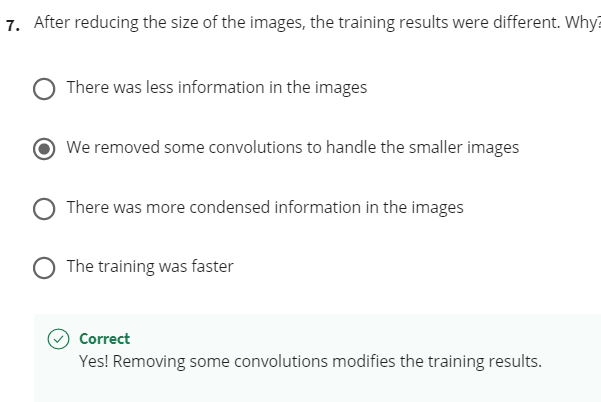 7. After reducing the size of the images, the training results were different. Why?
There was less information in the images
We removed some convolutions to handle the smaller images
There was more condensed information in the images
The training was faster
Correct
Yes! Removing some convolutions modifies the training results.